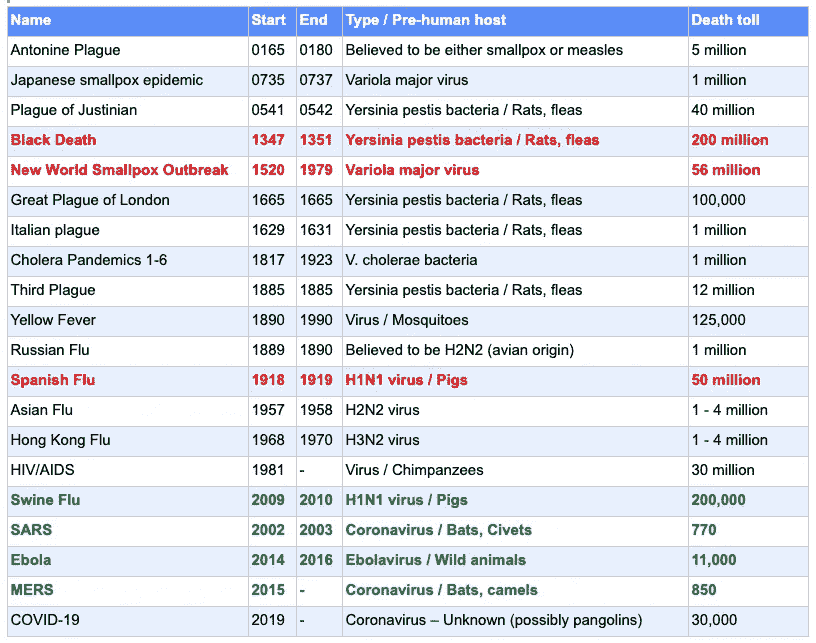 Name Start End Type / Pre-human host Death toll
Antonine Plague 0165 0180 Believed to be either smallpox or measles 5 million
Japanese smallpox epidemic 0735 0737 Variola major virus 1 million
Plague of Justinian 0541 0542 Yersinia pestis bacteria / Rats, fleas 40 million
Black Death 1347 1351 Yersinia pestis bacteria / Rats, fleas 200 million
New World Smallpox Outbreak 1520 1979 Variola major virus 56 million
Great Plague of London 1665 1665 Yersinia pestis bacteria / Rats, fleas 100,000
Italian plague 1629 1631 Yersinia pestis bacteria / Rats, fleas 1 million
Cholera Pandemics 1-6 1817 1923 V. cholerae bacteria 1 million
Third Plague 1885 1885 Yersinia pestis bacteria / Rats, fleas 12 million
Yellow Fever 1890 1990 Virus / Mosquitoes 125,000
Russian Flu 1889 1890 Believed to be H2N2 (avian origin) 1 million
Spanish Flu 1918 1919 H1N1 virus / Pigs 50 million
Asian Flu 1957 1958 H2N2 virus 1 - 4 million
Hong Kong Flu 1968 1970 H3N2 virus 1 - 4 million
HIV/AIDS 1981 - Virus / Chimpanzees 30 million
Swine Flu 2009 2010 H1N1 virus / Pigs 200,000
SARS 2002 2003 Coronavirus / Bats, Civets 770
Ebola 2014 2016 Ebolavirus / Wild animals 11,000
MERS 2015 - Coronavirus / Bats, camels 850
COVID-19 2019 - Coronavirus – Unknown (possibly pangolins) 30,000